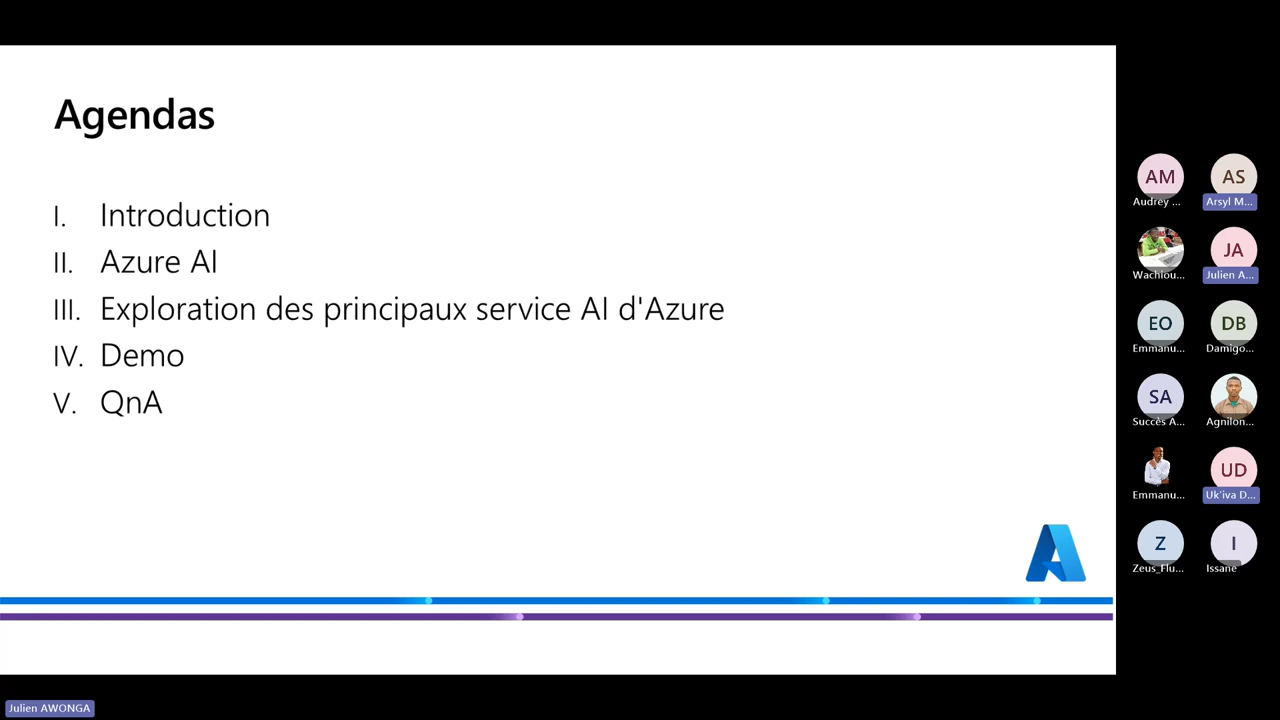 Agendas
I. Introduction
II. Azure AI
III. Exploration des principaux service AI d'Azure
IV. Demo
V. QnA
AM
AS
Audrey ...
Arsyl M...
JA
Wachiou...
Julien A...
EO
DB
Emmanu...
Damigo...
SA
Succès A...
Agnilon...
UD
Emmanu...
Uk'iva D...
Z
I
Zeus_Flu...
Issane
Julien AWONGA